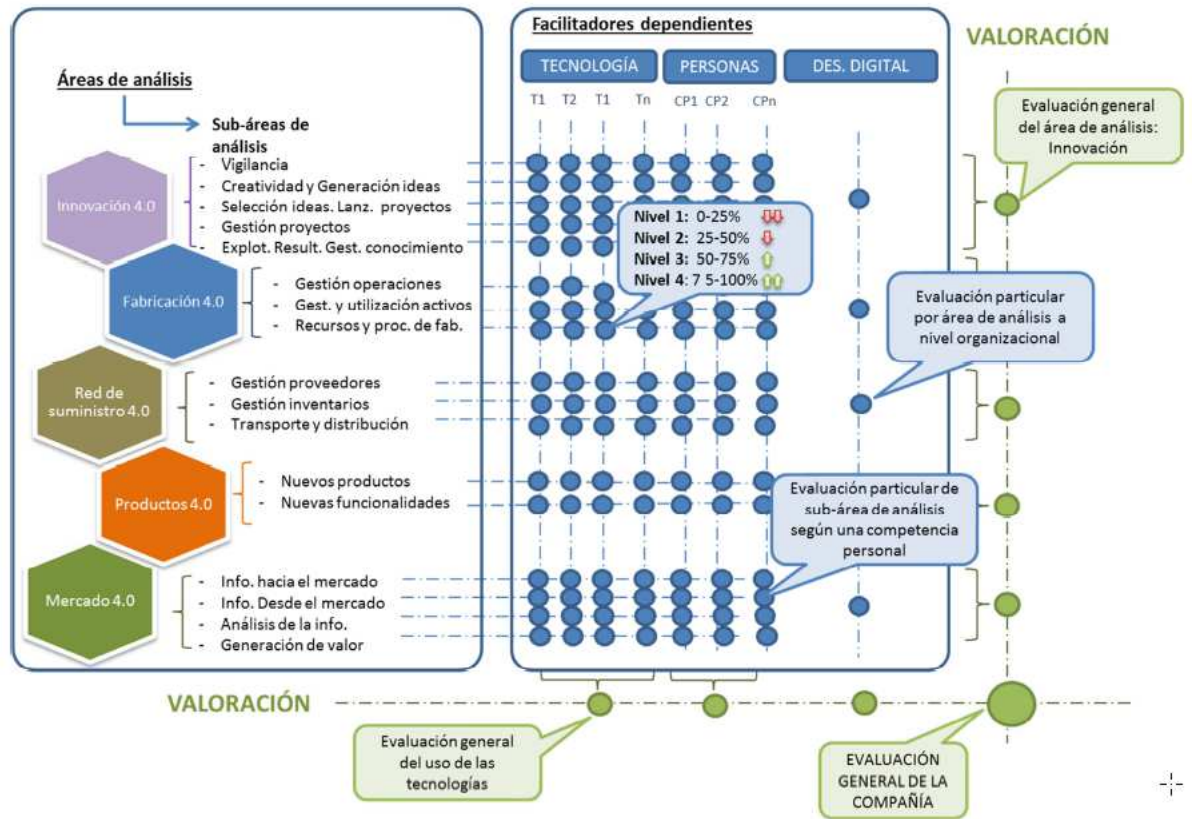 Facilitadores dependientes
VALORACIÓN
TECNOLOGÍA
PERSONAS
DES. DIGITAL
T1 T2 T1 Tn
CP1 CP2 CPn
Áreas de análisis
Sub-áreas de
análisis
Evaluación general
del área de análisis:
Innovación
Innovación 4.0
- Vigilancia
- Creatividad y Generación ideas
- Selección ideas. Lanz. proyectos
- Gestión proyectos
- Explot. Result. Gest. conocimiento
Nivel 1: 0-25%
Nivel 2: 25-50%
Nivel 3: 50-75%
Nivel 4: 7 5-100%
Fabricación 4.0
- Gestión operaciones
- Gest. y utilización activos
- Recursos y proc. de fab.
Evaluación particular
por área de análisis a
nivel organizacional
Red de
suministro 4.0
- Gestión proveedores
- Gestión inventarios
- Transporte y distribución
Productos 4.0
- Nuevos productos
- Nuevas funcionalidades
Evaluación particular de
sub-área de análisis
según una competencia
personal
Mercado 4.0
- Info. hacia el mercado
- Info. Desde el mercado
- Análisis de la info.
- Generación de valor
VALORACIÓN
Evaluación general
del uso de las
tecnologías
EVALUACIÓN
GENERAL DE LA
COMPAÑÍA